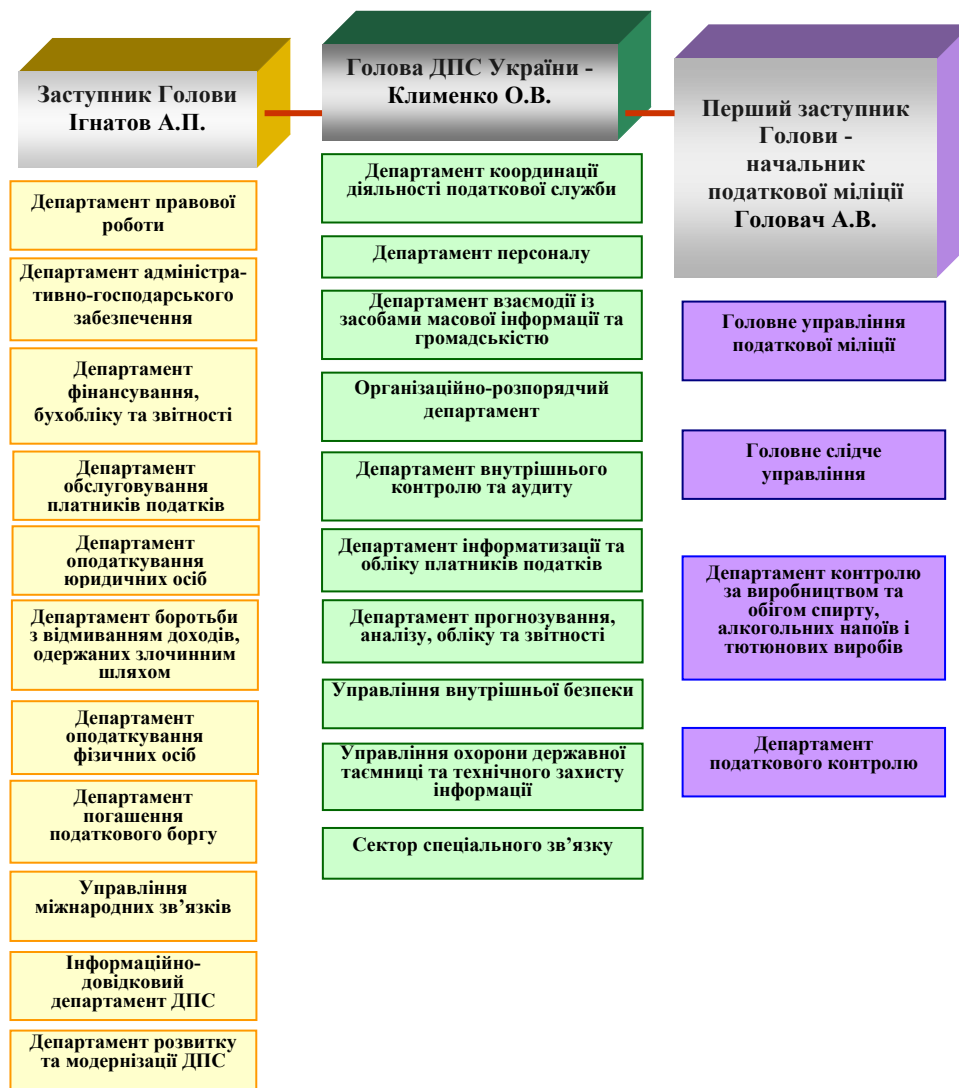 Заступник Голови
Ігнатов А.П.
Департамент правової
роботи
Департамент адміністра-
тивно-господарського
забезпечення
Департамент
фінансування,
бухобліку та звітності
Департамент
обслуговування
платників податків
Департамент
оподаткування
юридичних осіб
Департамент боротьби
з відмиванням доходів,
одержаних злочинним
шляхом
Департамент
оподаткування
фізичних осіб
Департамент
погашення
податкового боргу
Управління
міжнародних зв’язків
Інформаційно-
довідковий
департамент ДПС
Департамент розвитку
та модернізації ДПС
Голова ДПС України -
Клименко О.В.
Департамент координації
діяльності податкової служби
Департамент персоналу
Департамент взаємодії із
засобами масової інформації та
громадськістю
Організаційно-розпорядчий
департамент
Департамент внутрішнього
контролю та аудиту
Департамент інформатизації та
обліку платників податків
Департамент прогнозування,
аналізу, обліку та звітності
Управління внутрішньої безпеки
Управління охорони державної
таємниці та технічного захисту
інформації
Сектор спеціального зв’язку
Перший заступник
Голови -
начальник
податкової міліції
Головач А.В.
Головне управління
податкової міліції
Головне слідче
управління
Департамент контролю
за виробництвом та
обігом спирту,
алкогольних напоїв і
тютюнових виробів
Департамент
податкового контролю